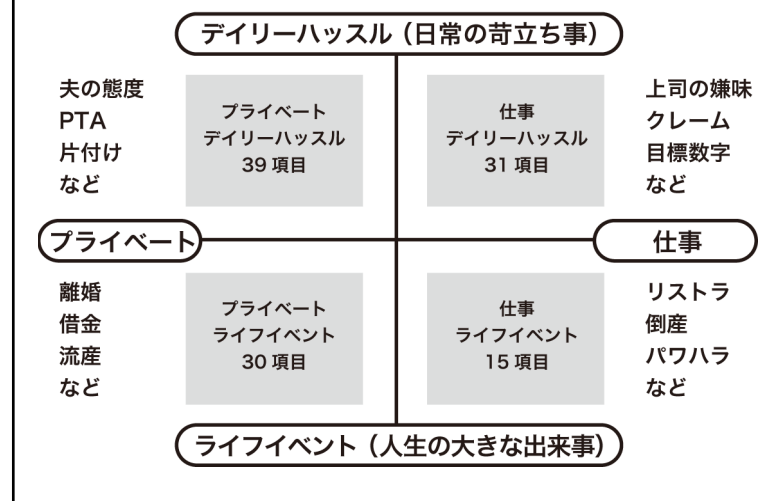 デイリーハッスル（日常の苛立ち事）
夫の態度
PTA
片付け
など
プライベート
デイリーハッスル
39 項目
仕事
デイリーハッスル
31 項目
上司の嫌味
クレーム
目標数字
など
プライベート
仕事
離婚
借金
流産
など
プライベート
ライフイベント
30 項目
仕事
ライフイベント
15 項目
リストラ
倒産
パワハラ
など
ライフイベント（人生の大きな出来事）